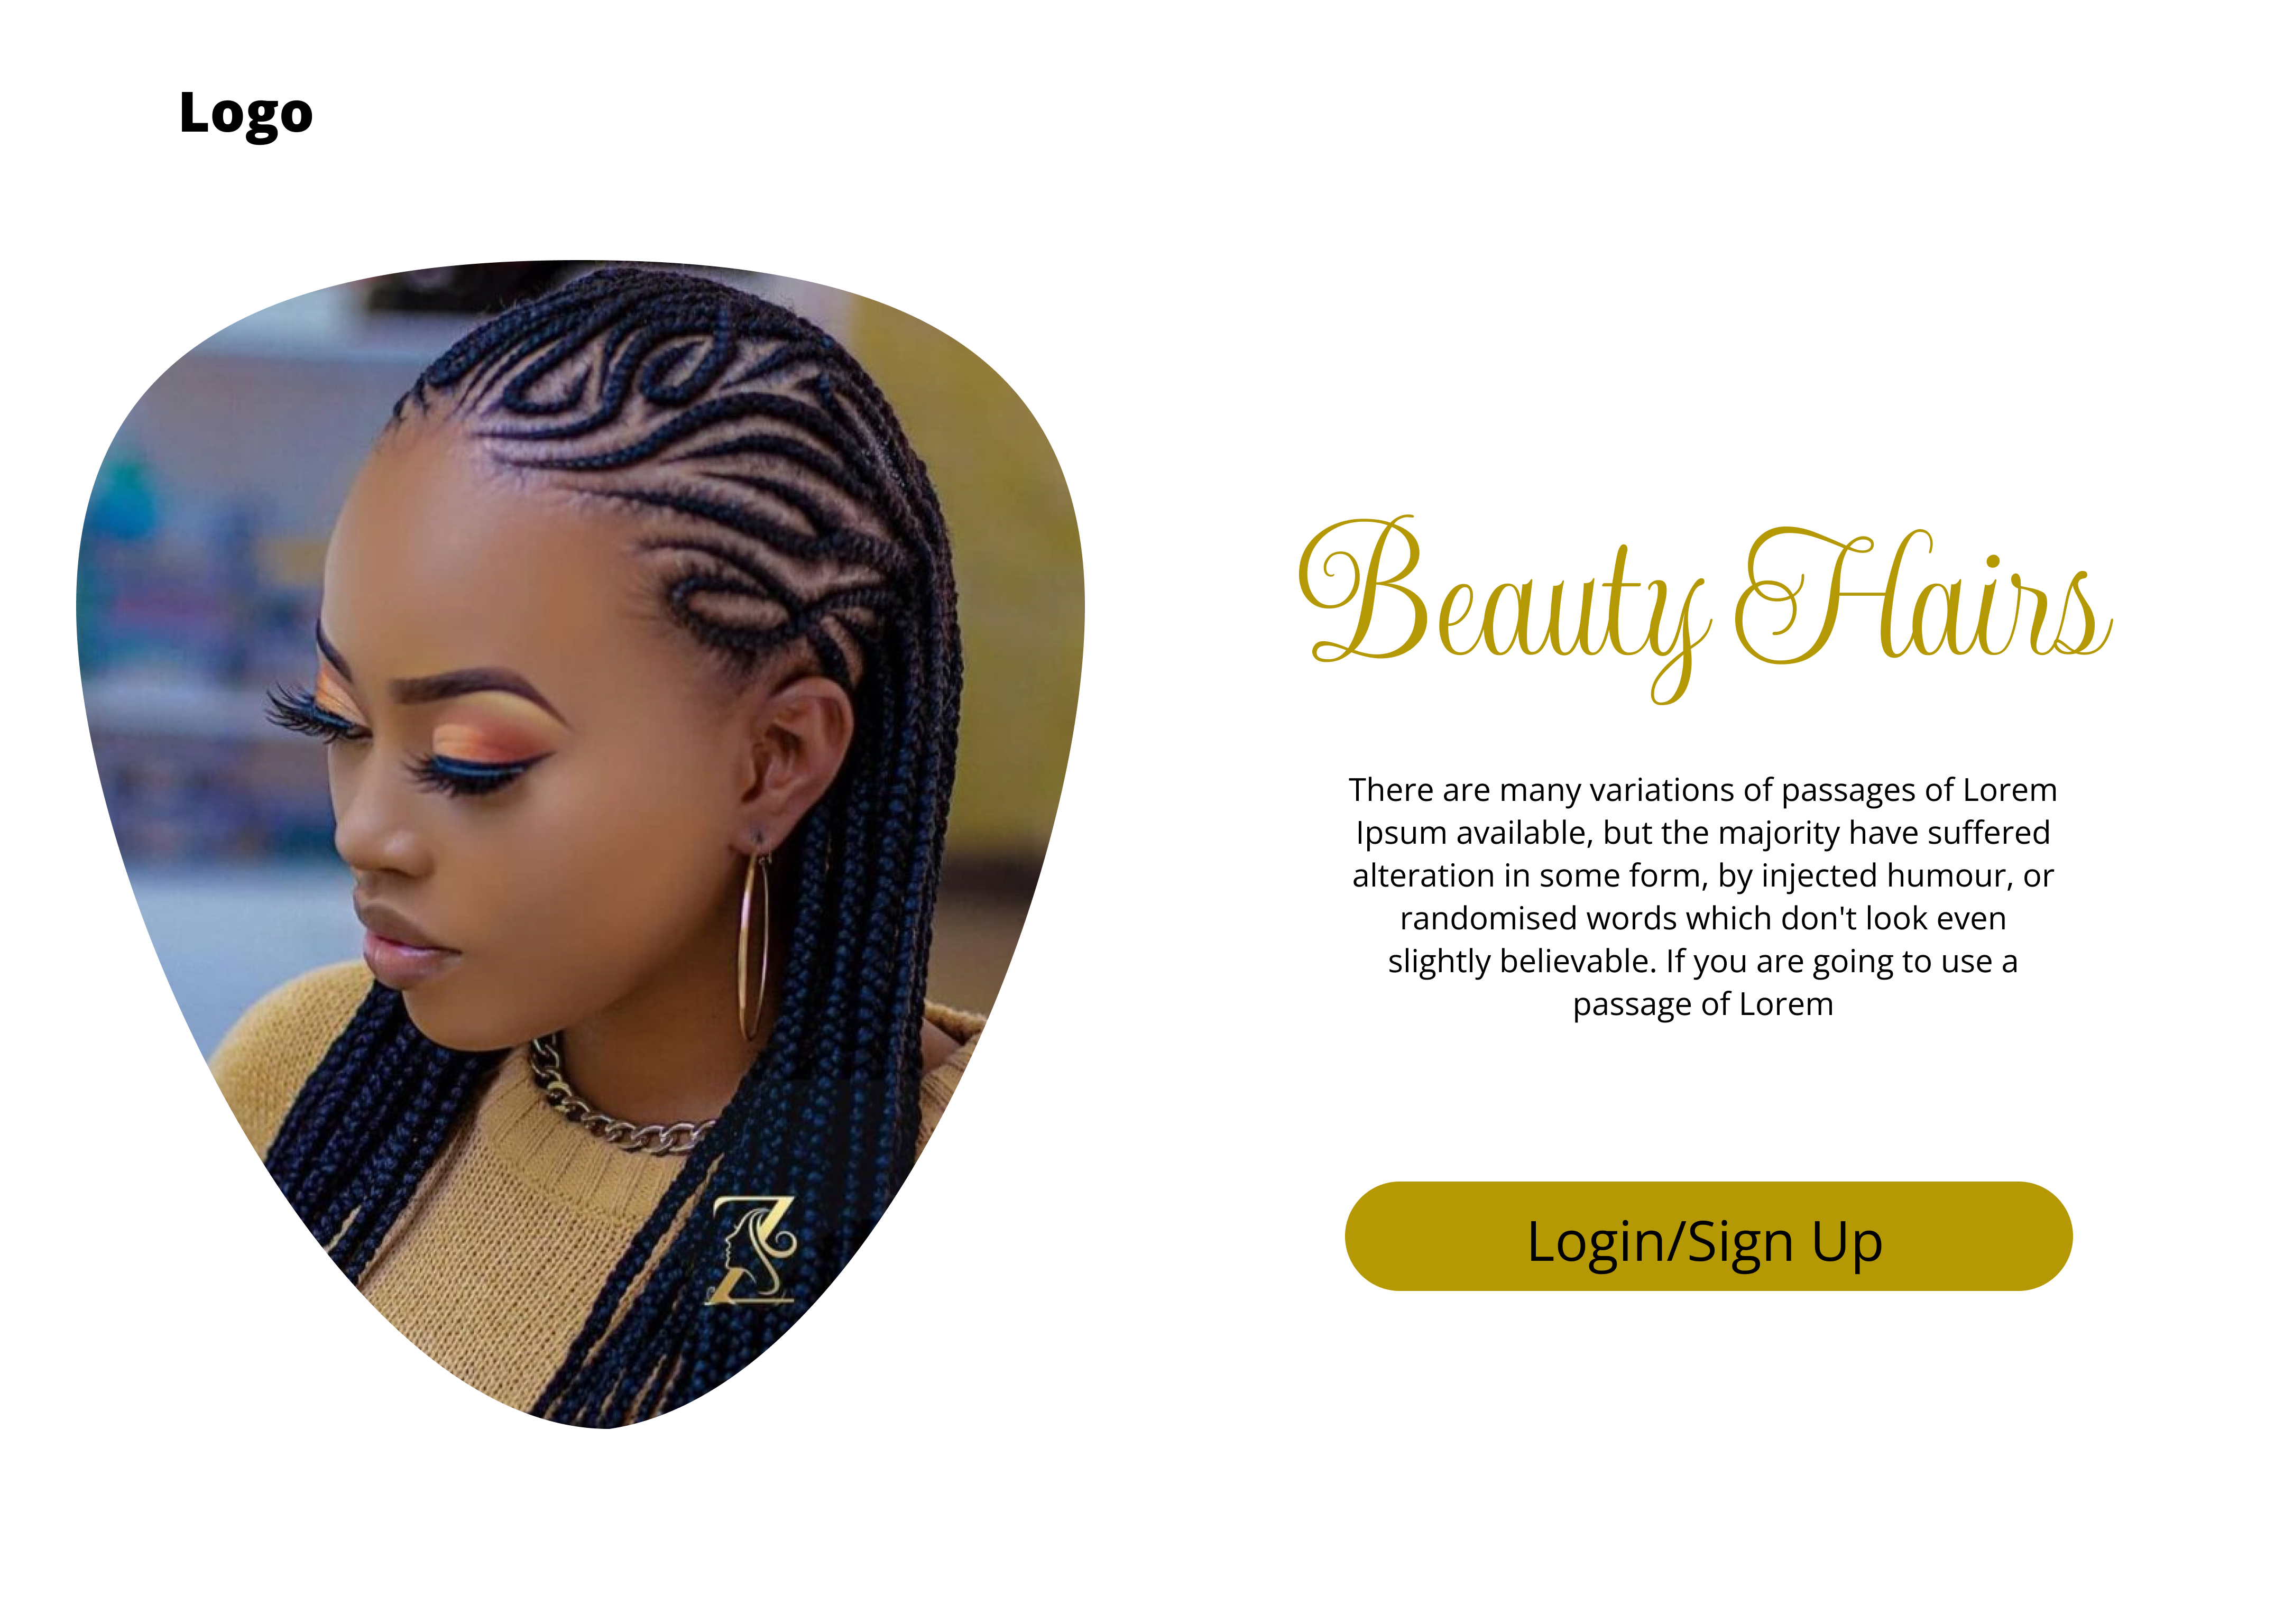 Logo
Beauty Hairs
There are many variations of passages of Lorem
Ipsum available, but the majority have suffered
alteration in some form, by injected humour, or
randomised words which don't look even
slightly believable. If you are going to use a
passage of Lorem
Login/Sign Up
Z